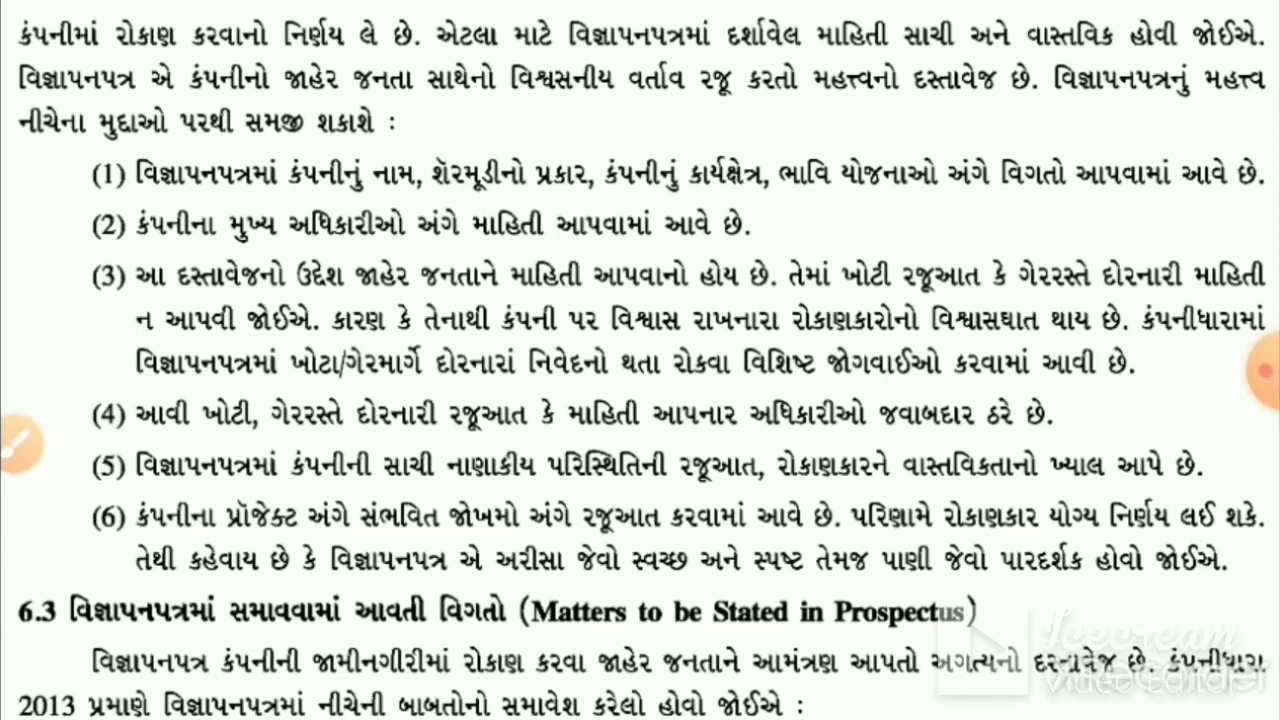 કંપનીમાં રોકાણ કરવાનો નિર્ણય લે છે. એટલા માટે વિજ્ઞાપનપત્રમાં દર્શાવેલ માહિતી સાચી અને વાસ્તવિક હોવી જોઈએ.
વિજ્ઞાપનપત્ર એ કંપનીનો જાહેર જનતા સાથેનો વિશ્વસનીય વર્તાવ રજૂ કરતો મહત્ત્વનો દસ્તાવેજ છે. વિજ્ઞાપનપત્રનું મહત્ત્વ
નીચેના મુદ્દાઓ પરથી સમજી શકાશે :
(1) વિજ્ઞાપનપત્રમાં કંપનીનું નામ, શૅરમૂડીનો પ્રકાર, કંપનીનું કાર્યક્ષેત્ર, ભાવિ યોજનાઓ અંગે વિગતો આપવામાં આવે છે.
(2) કંપનીના મુખ્ય અધિકારીઓ અંગે માહિતી આપવામાં આવે છે.
(3) આ દસ્તાવેજનો ઉદ્દેશ જાહેર જનતાને માહિતી આપવાનો હોય છે. તેમાં ખોટી રજૂઆત કે ગેરરસ્તે દોરનારી માહિતી
ન આપવી જોઈએ. કારણ કે તેનાથી કંપની પર વિશ્વાસ રાખનારા રોકાણકારોનો વિશ્વાસઘાત થાય છે. કંપનીધારામાં
વિજ્ઞાપનપત્રમાં ખોટા/ગેરમાર્ગે દોરનારાં નિવેદનો થતા રોકવા વિશિષ્ટ જોગવાઈઓ કરવામાં આવી છે.
(4) આવી ખોટી, ગેરરસ્તે દોરનારી રજૂઆત કે માહિતી આપનાર અધિકારીઓ જવાબદાર ઠરે છે.
(5) વિજ્ઞાપનપત્રમાં કંપનીની સાચી નાણાકીય પરિસ્થિતિની રજૂઆત, રોકાણકારને વાસ્તવિકતાનો ખ્યાલ આપે છે.
(6) કંપનીના પ્રૉજેક્ટ અંગે સંભવિત જોખમો અંગે રજૂઆત કરવામાં આવે છે. પરિણામે રોકાણકાર યોગ્ય નિર્ણય લઈ શકે.
તેથી કહેવાય છે કે વિજ્ઞાપનપત્ર એ અરીસા જેવો સ્વચ્છ અને સ્પષ્ટ તેમજ પાણી જેવો પારદર્શક હોવો જોઈએ.
6.3 વિજ્ઞાપનપત્રમાં સમાવવામાં આવતી વિગતો (Matters to be Stated in Prospectus)
વિજ્ઞાપનપત્ર કંપનીની જામીનગીરીમાં રોકાણ કરવા જાહેર જનતાને આમંત્રણ આપતો અગત્યનો દસ્તાવેજ છે. કંપનીધારા
2013 પ્રમાણે વિજ્ઞાપનપત્રમાં નીચેની બાબતોનો સમાવેશ કરેલો હોવો જોઈએ :
Icecream
Video Editor